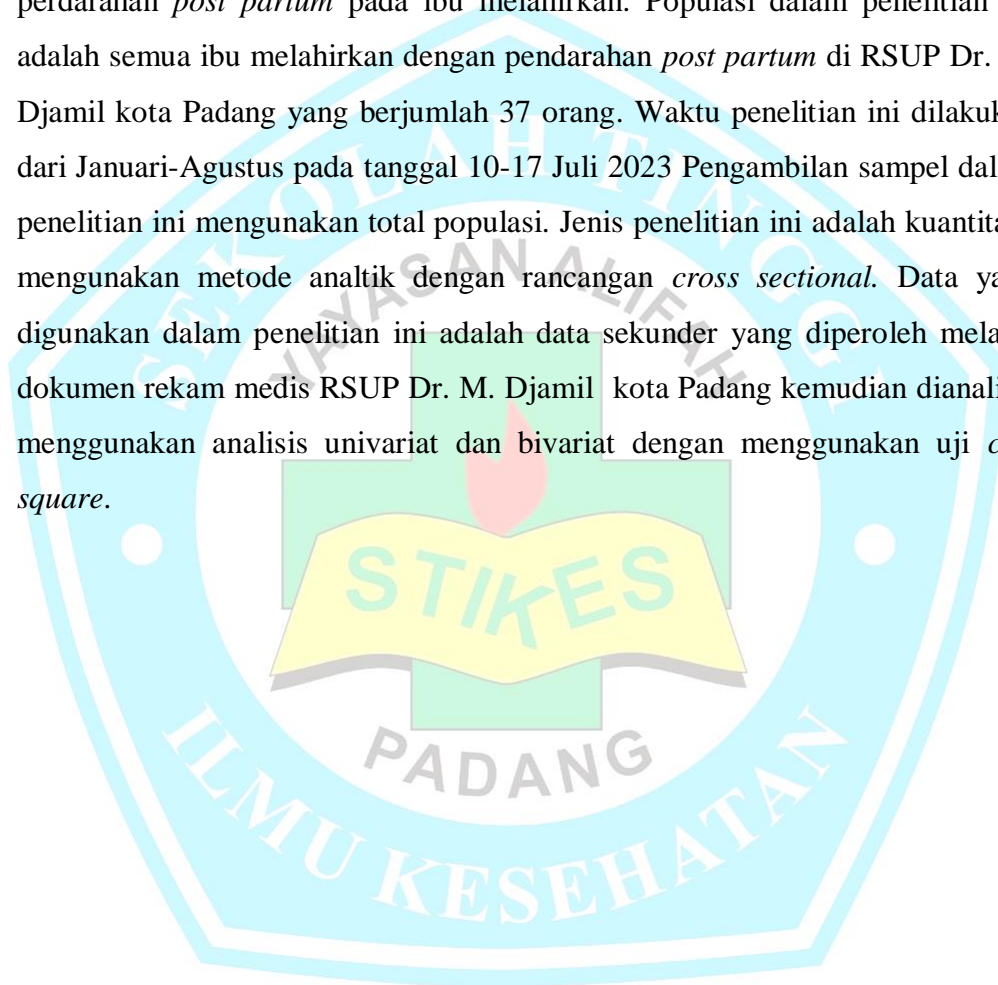 perdarahan post partum pada ibu melahirkan. Populasi dalam penelitian
adalah semua ibu melahirkan dengan pendarahan post partum di RSUP Dr.
Djamil kota Padang yang berjumlah 37 orang. Waktu penelitian ini dilakuk
dari Januari-Agustus pada tanggal 10-17 Juli 2023 Pengambilan sampel dal
penelitian ini mengunakan total populasi. Jenis penelitian ini adalah kuantita
mengunakan metode analtik dengan rancangan cross sectional. Data ya
digunakan dalam penelitian ini adalah data sekunder yang diperoleh mela
dokumen rekam medis RSUP Dr. M. Djamil kota Padang kemudian dianali
menggunakan analisis univariat dan bivariat dengan menggunakan uji
square.
SEKOLAH TINGGI
YAYASAN ALIFAH
STIKES
PADANG
ILMU KESEHATAN